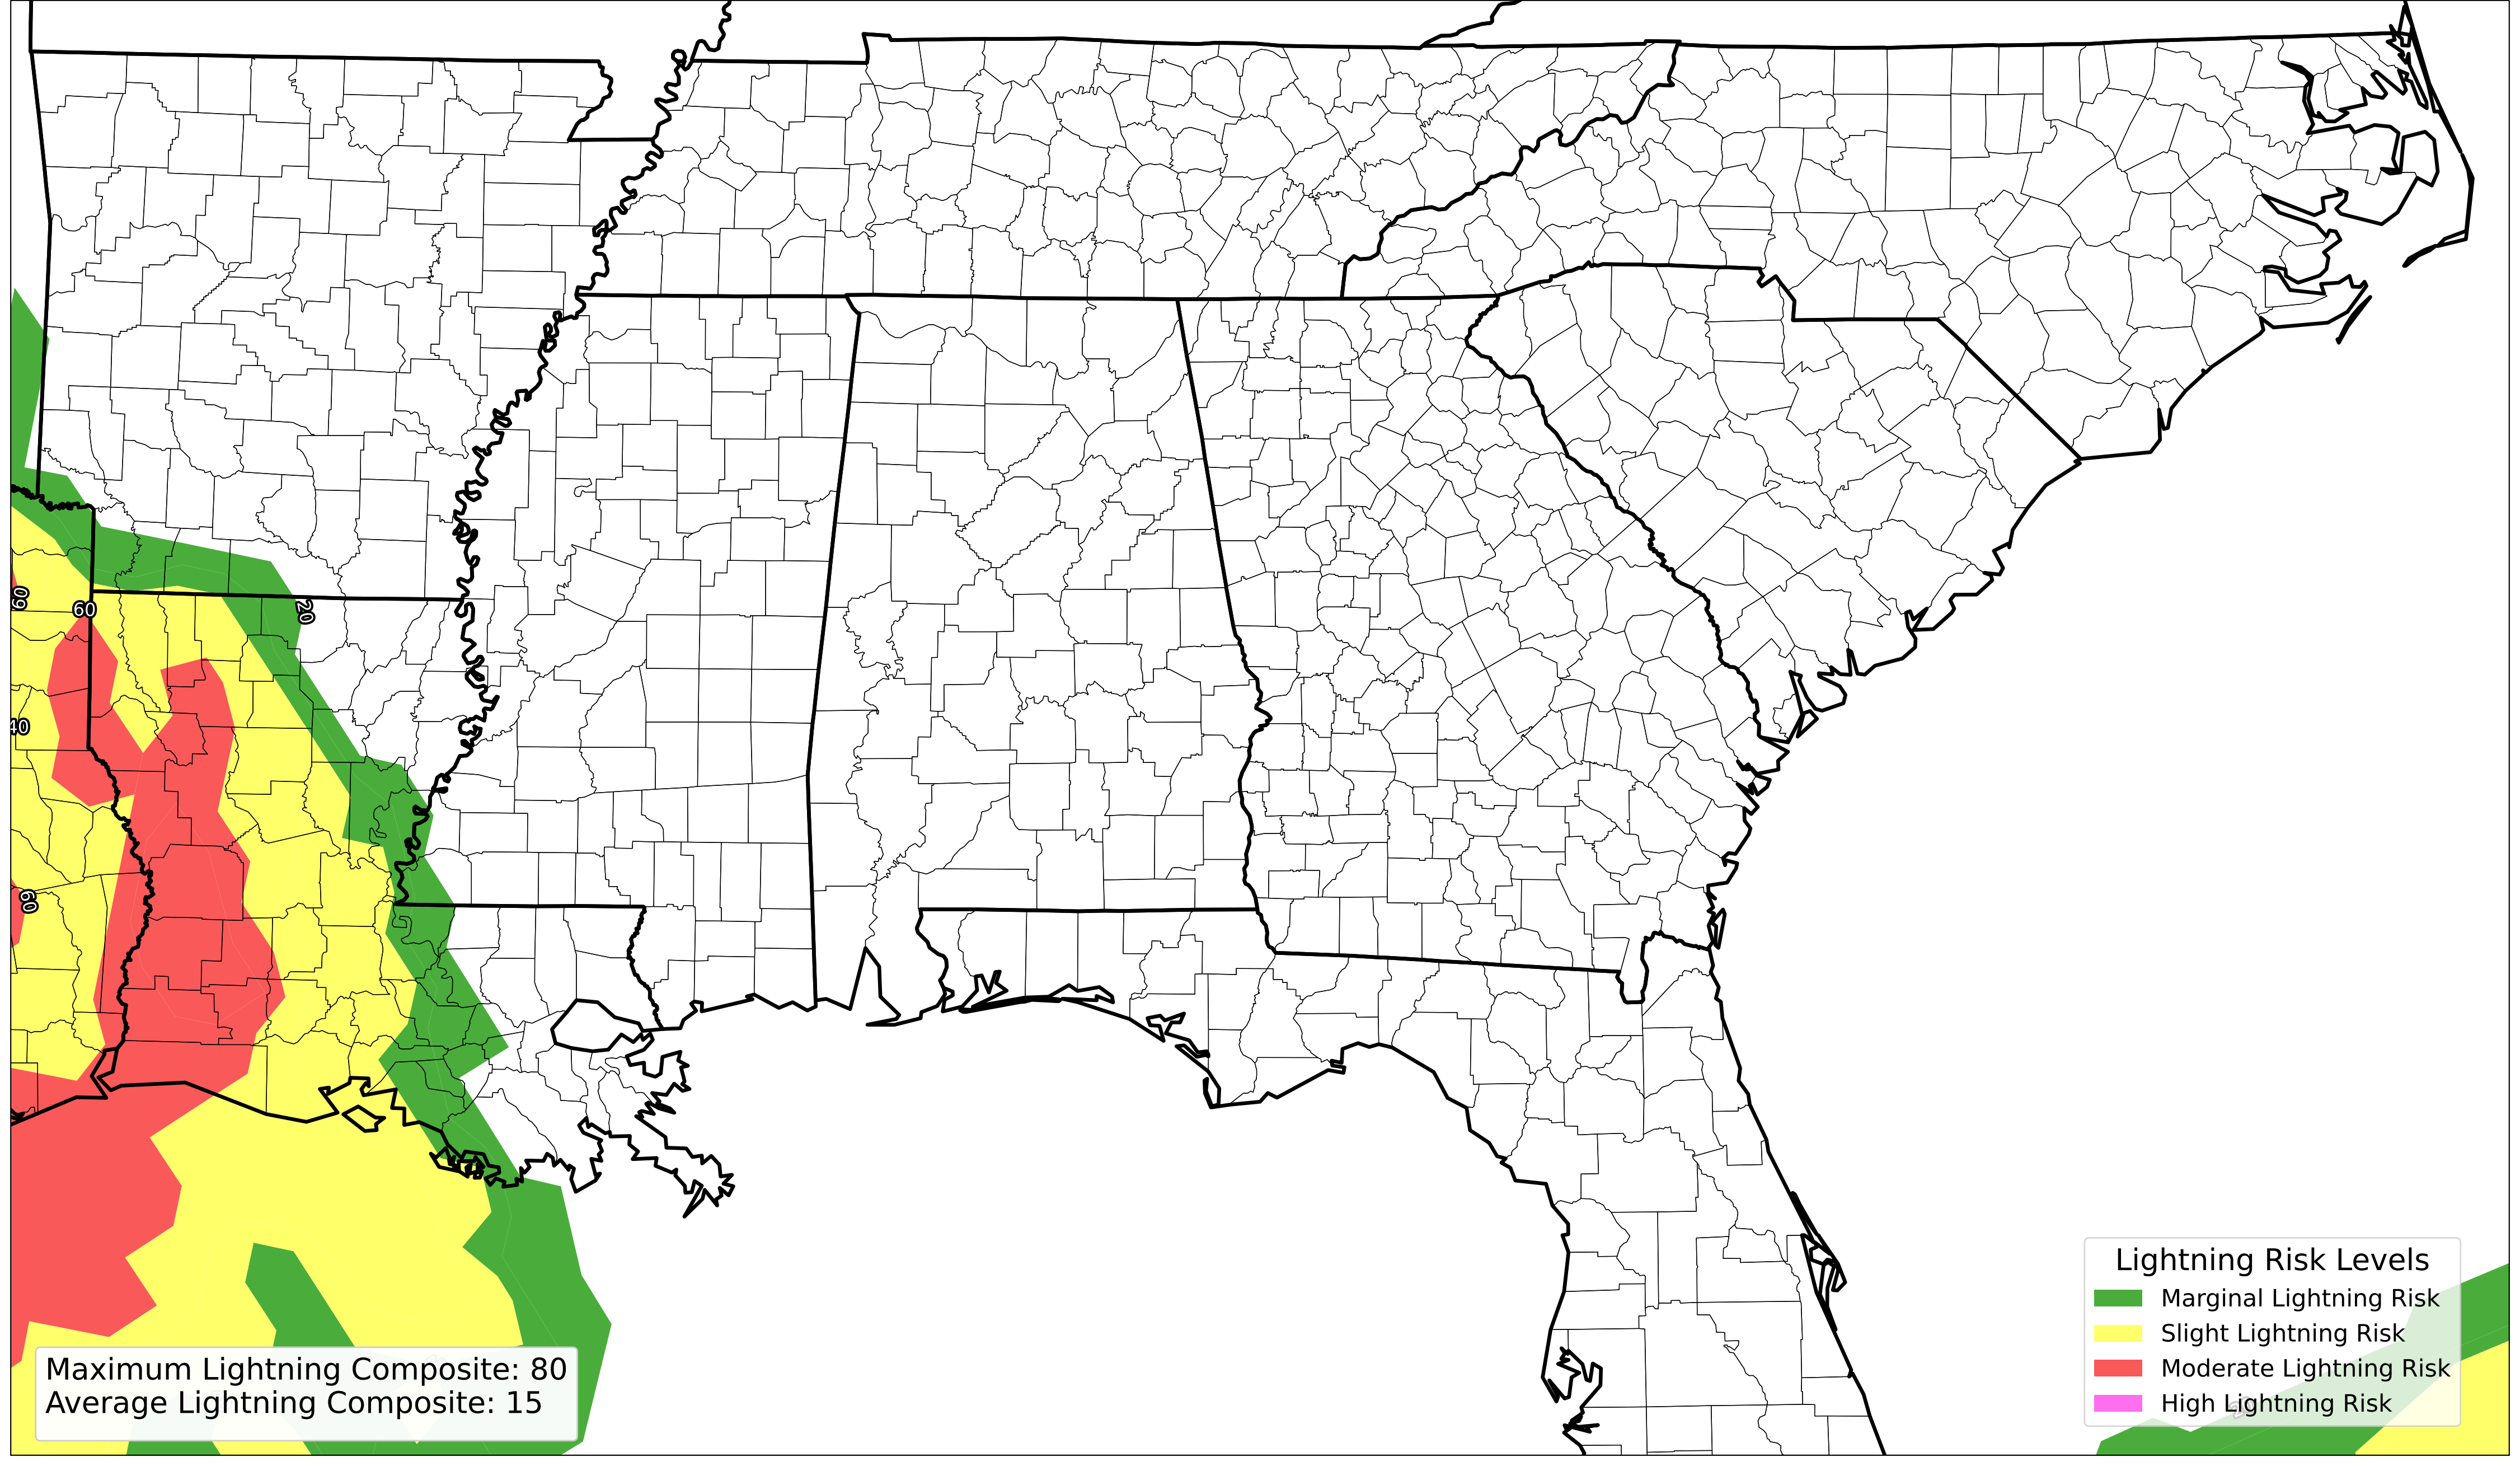 60
60
20
40
60
Maximum Lightning Composite: 80
Average Lightning Composite: 15
Lightning Risk Levels
Marginal Lightning Risk
Slight Lightning Risk
Moderate Lightning Risk
High Lightning Risk